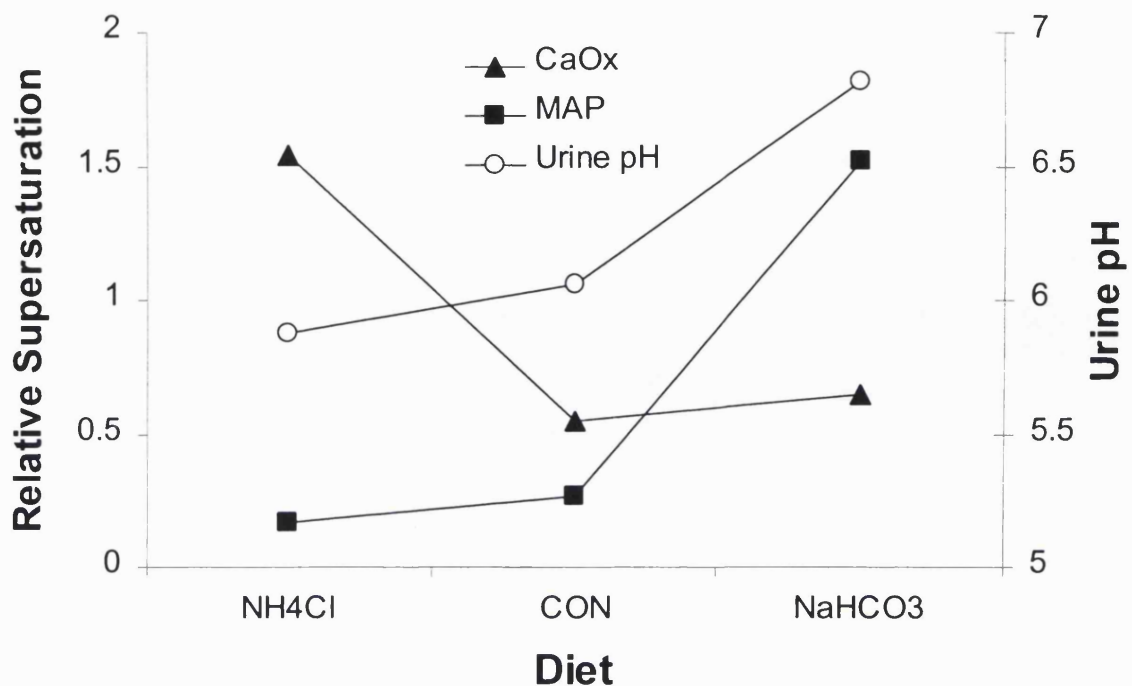 2
1.5
1
0.5
0
Relative Supersaturation
CaOx
MAP
Urine pH
7
6.5
6
5.5
5
Urine pH
NH4Cl
CON
NaHCO3
Diet